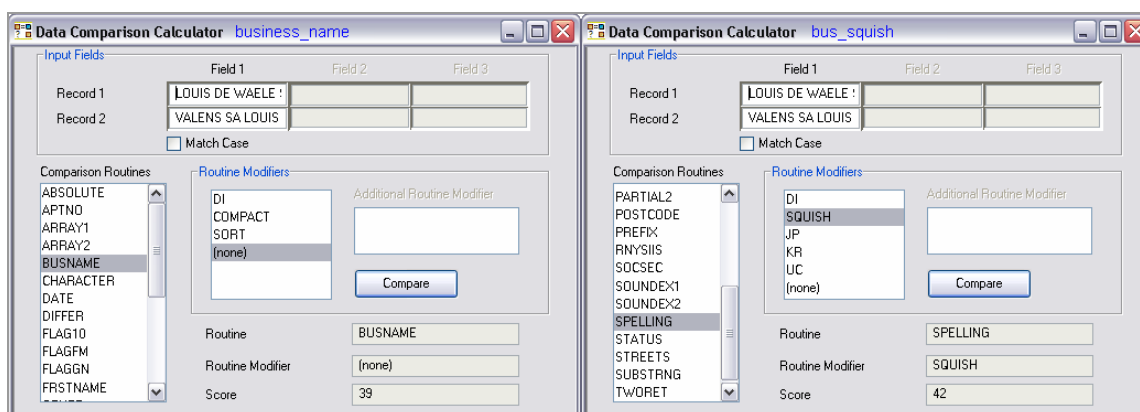 Data Comparison Calculator business_name
Input Fields
Field 1 Field 2 Field 3
Record 1 LOUIS DE WAELE
Record 2 VALENS SA LOUIS
Match Case
Comparison Routines
ABSOLUTE
APTNO
ARRAY1
ARRAY2
BUSNAME
CHARACTER
DATE
DIFFER
FLAG10
FLAGFM
FLAGGN
FRSTNAME
Routine Modifiers
DI
COMPACT
SORT
(none)
Additional Routine Modifier
Compare
Routine BUSNAME
Routine Modifier (none)
Score 39
Data Comparison Calculator bus_squish
Input Fields
Field 1 Field 2 Field 3
Record 1 LOUIS DE WAELE
Record 2 VALENS SA LOUIS
Match Case
Comparison Routines
PARTIAL2
POSTCODE
PREFIX
RNYSIIS
SOCSEC
SOUNDEX1
SOUNDEX2
SPELLING
STATUS
STREETS
SUBSTRNG
TWORET
Routine Modifiers
DI
SQUISH
JP
KR
UC
(none)
Additional Routine Modifier
Compare
Routine SPELLING
Routine Modifier SQUISH
Score 42